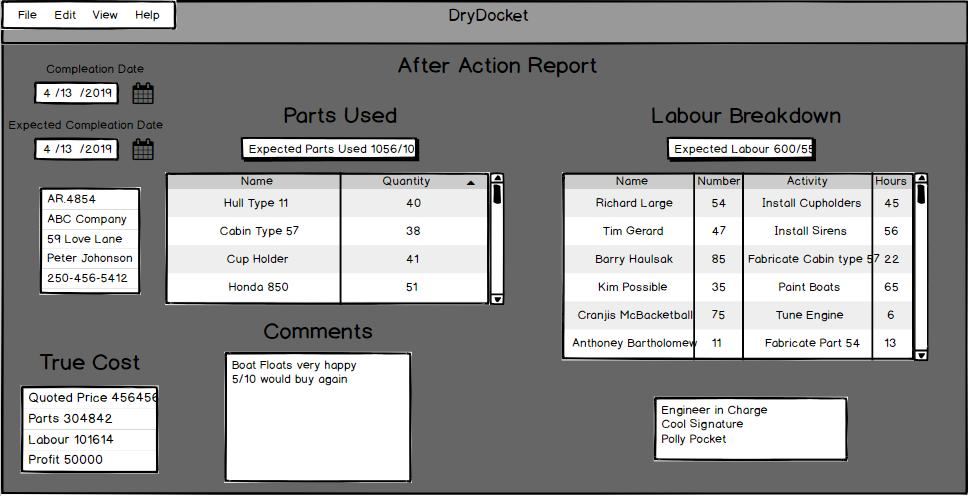 File Edit View Help
DryDocket
After Action Report
Compleation Date
4 /13 /2019
Expected Compleation Date
4 /13 /2019
AR.4854
ABC Company
59 Love Lane
Peter Johonson
250-456-5412
Parts Used
Expected Parts Used 1056/10
Name Quantity
Hull Type 11 40
Cabin Type 57 38
Cup Holder 41
Honda 850 51
Labour Breakdown
Expected Labour 600/55
Name Number Activity Hours
Richard Large 54 Install Cupholders 45
Tim Gerard 47 Install Sirens 56
Barry Haulsak 85 Fabricate Cabin type 57 22
Kim Possible 35 Paint Boats 65
Cranjis McBacketball 75 Tune Engine 6
Anthoney Bartholomew 11 Fabricate Part 54 13
True Cost
Quoted Price 456456
Parts 304842
Labour 101614
Profit 50000
Comments
Boat Floats very happy
5/10 would buy again
Engineer in Charge
Cool Signature
Polly Pocket